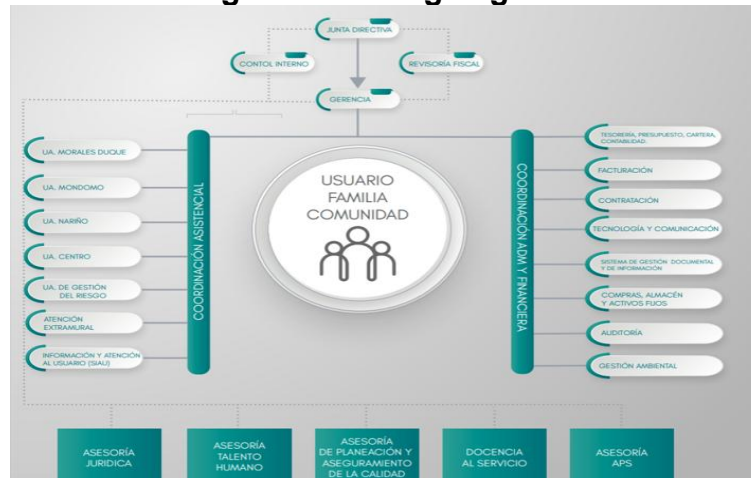 JUNTA DIRECTIVA
CONTOL INTERNO
REVISORÍA FISCAL
GERENCIA
UA. MORALES DUQUE
UA. MONDOMO
UA. NARIÑO
UA. CENTRO
UA. DE GESTIÓN
DEL RIESGO
ATENCIÓN
EXTRAMURAL
INFORMACIÓN Y ATENCIÓN
AL USUARIO (SIAU)
COORDINACIÓN ASISTENCIAL
USUARIO
FAMILIA
COMUNIDAD
COORDINACIÓN ADM Y FINANCIERA
TESORERÍA, PRESUPUESTO, CARTERA,
CONTABILIDAD.
FACTURACIÓN
CONTRATACIÓN
TECNOLOGÍA Y COMUNICACIÓN
SISTEMA DE GESTIÓN DOCUMENTAL
Y DE INFORMACIÓN
COMPRAS, ALMACÉN
Y ACTIVOS FIJOS
AUDITORÍA
GESTIÓN AMBIENTAL
ASESORÍA
JURIDICA
ASESORÍA
TALENTO
HUMANO
ASESORÍA
DE PLANEACIÓN Y
ASEGURAMIENTO
DE LA CALIDAD
DOCENCIA
AL SERVICIO
ASESORÍA
APS